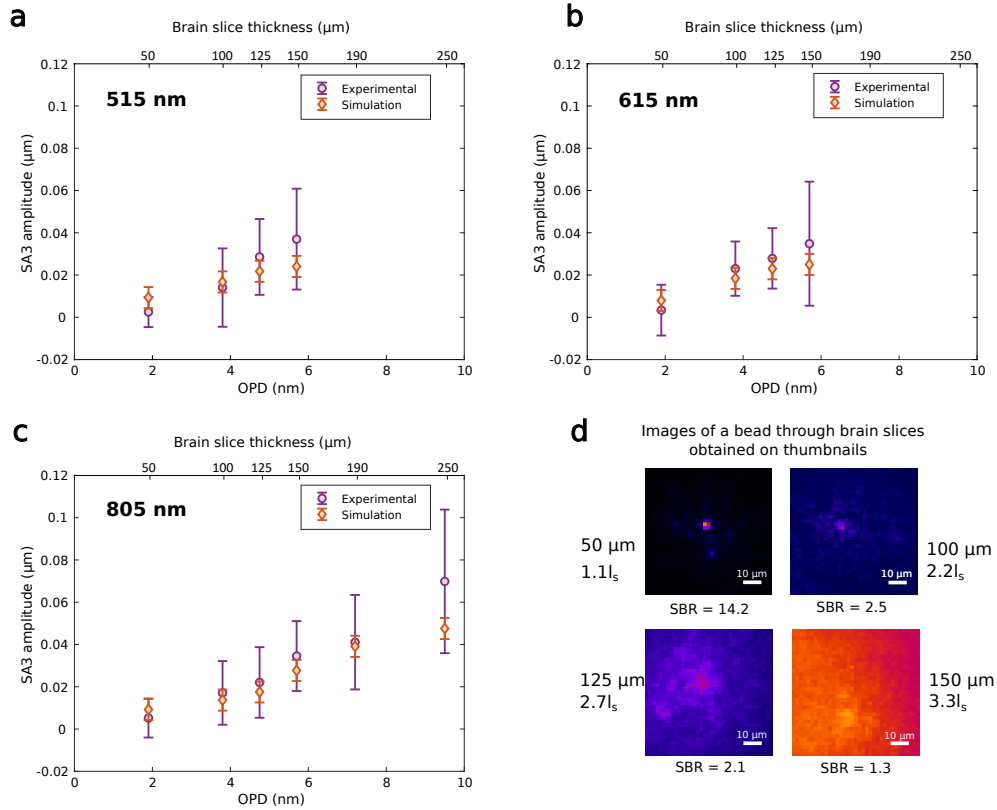 a
Brain slice thickness (µm)
50 100 125 150 190 250
0.12
0.1
0.08
0.06
0.04
0.02
0
-0.02
SA3 amplitude (µm)
515 nm
Experimental
Simulation
0 2 4 6 8 10
OPD (nm)
b
Brain slice thickness (µm)
50 100 125 150 190 250
0.12
0.1
0.08
0.06
0.04
0.02
0
-0.02
SA3 amplitude (µm)
615 nm
Experimental
Simulation
0 2 4 6 8 10
OPD (nm)
c
Brain slice thickness (µm)
50 100 125 150 190 250
0.12
0.1
0.08
0.06
0.04
0.02
0
-0.02
SA3 amplitude (µm)
805 nm
Experimental
Simulation
0 2 4 6 8 10
OPD (nm)
d
Images of a bead through brain slices
obtained on thumbnails
50 µm
1.1ls
10 µm
SBR = 14.2
100 µm
2.2ls
10 µm
SBR = 2.5
125 µm
2.7ls
10 µm
SBR = 2.1
150 µm
3.3ls
10 µm
SBR = 1.3